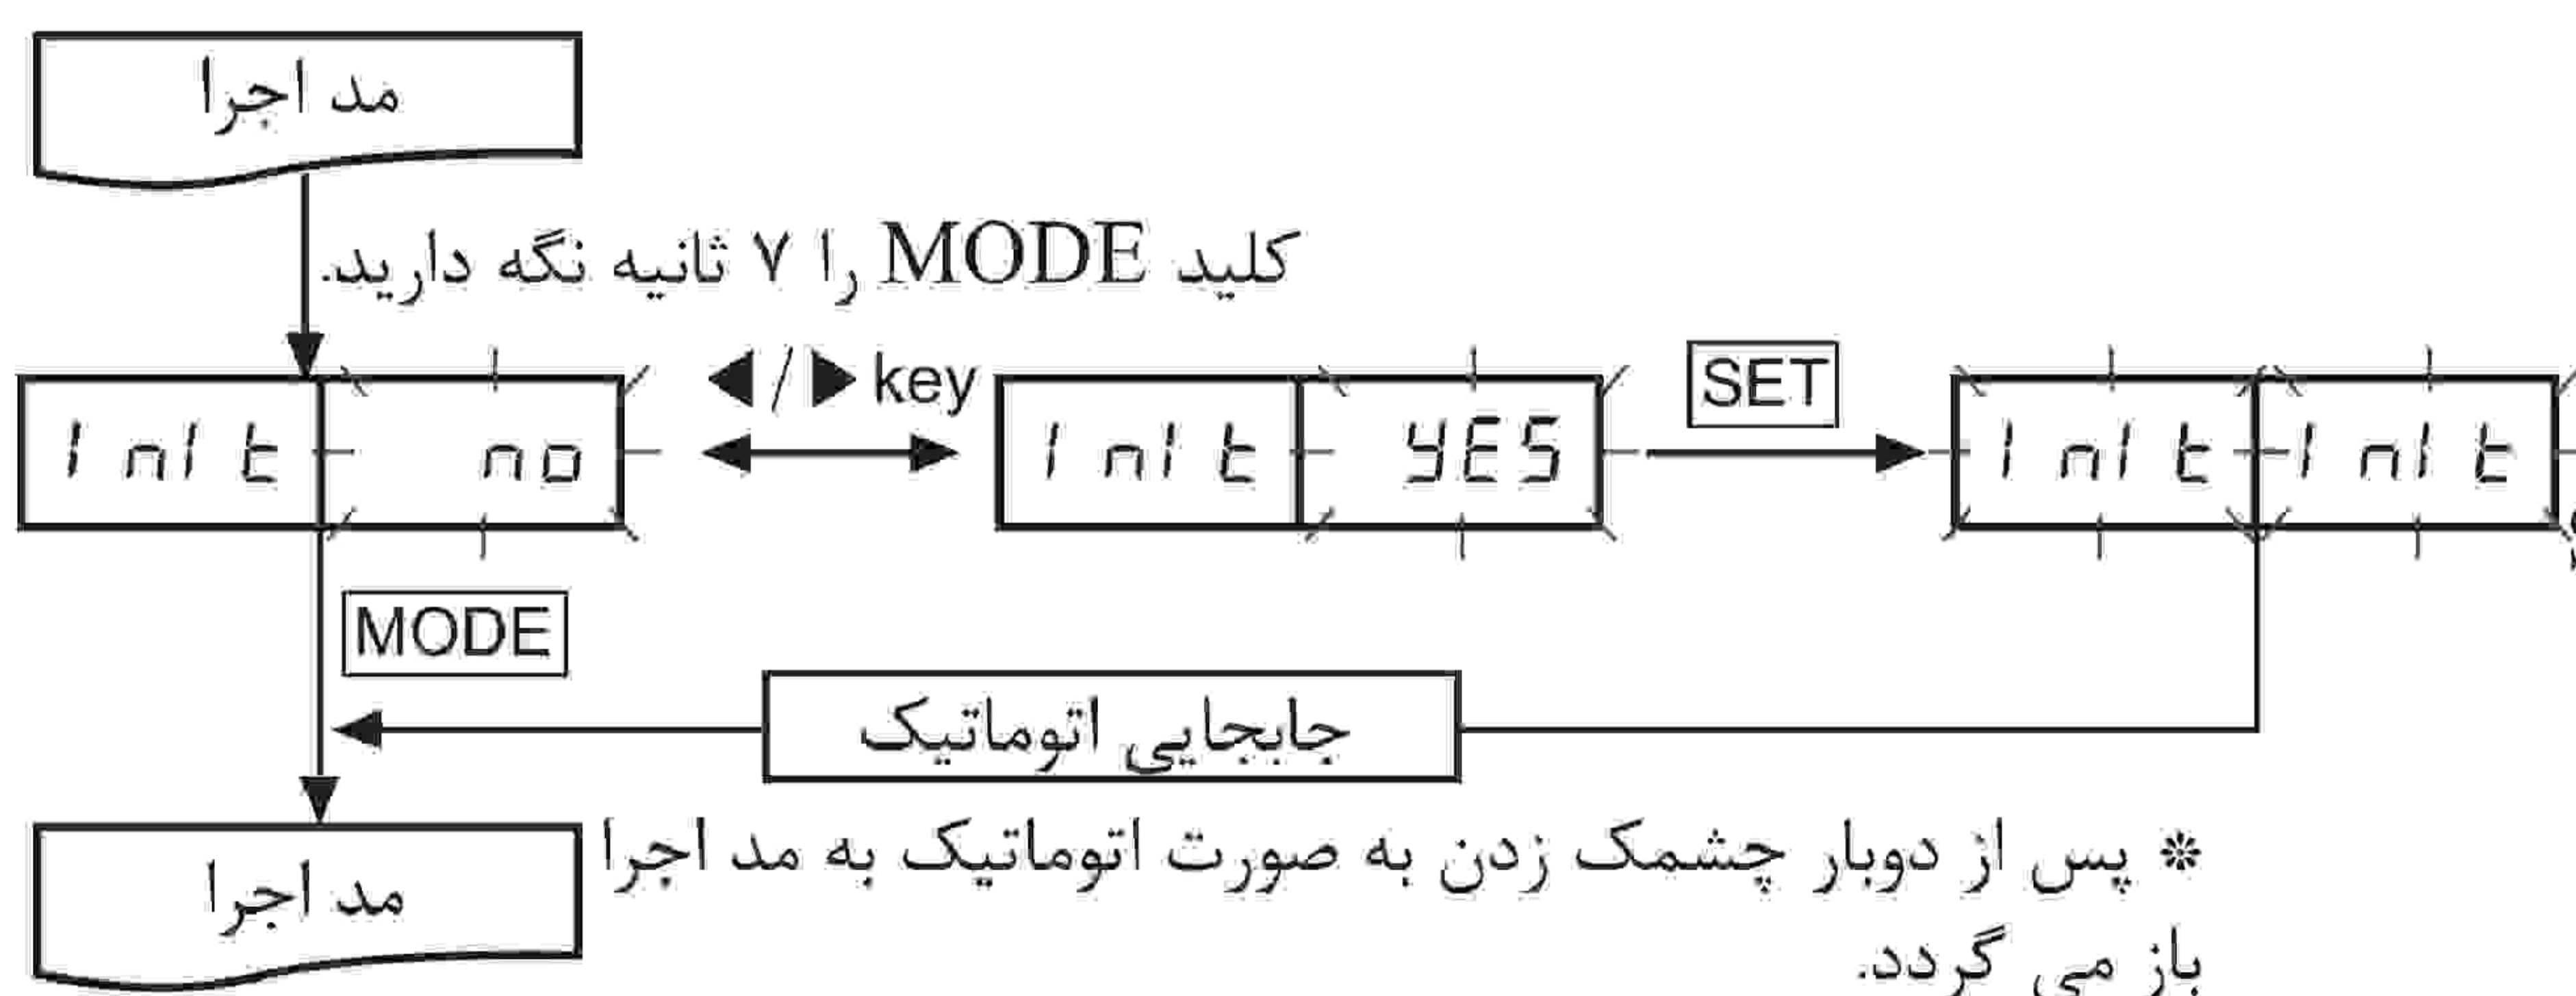 مد اجرا
کلید MODE را ۷ ثانیه نگه دارید.
◀/▶ key
SET
InIt no
InIt YES
InIt InIt
MODE
جابجایی اتوماتیک
❊ پس از دوبار چشمک زدن به صورت اتوماتیک به مد اجرا
باز می گردد.
مد اجرا